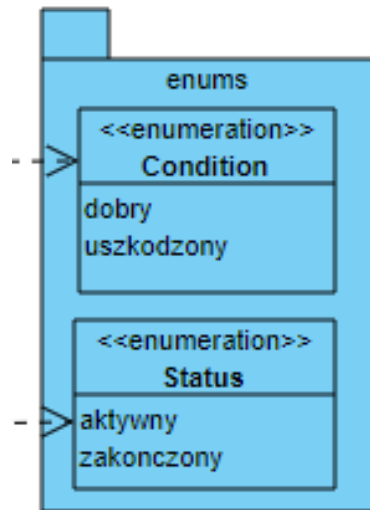 enums
<<enumeration>>
Condition
dobry
uszkodzony
<<enumeration>>
Status
aktywny
zakonczony